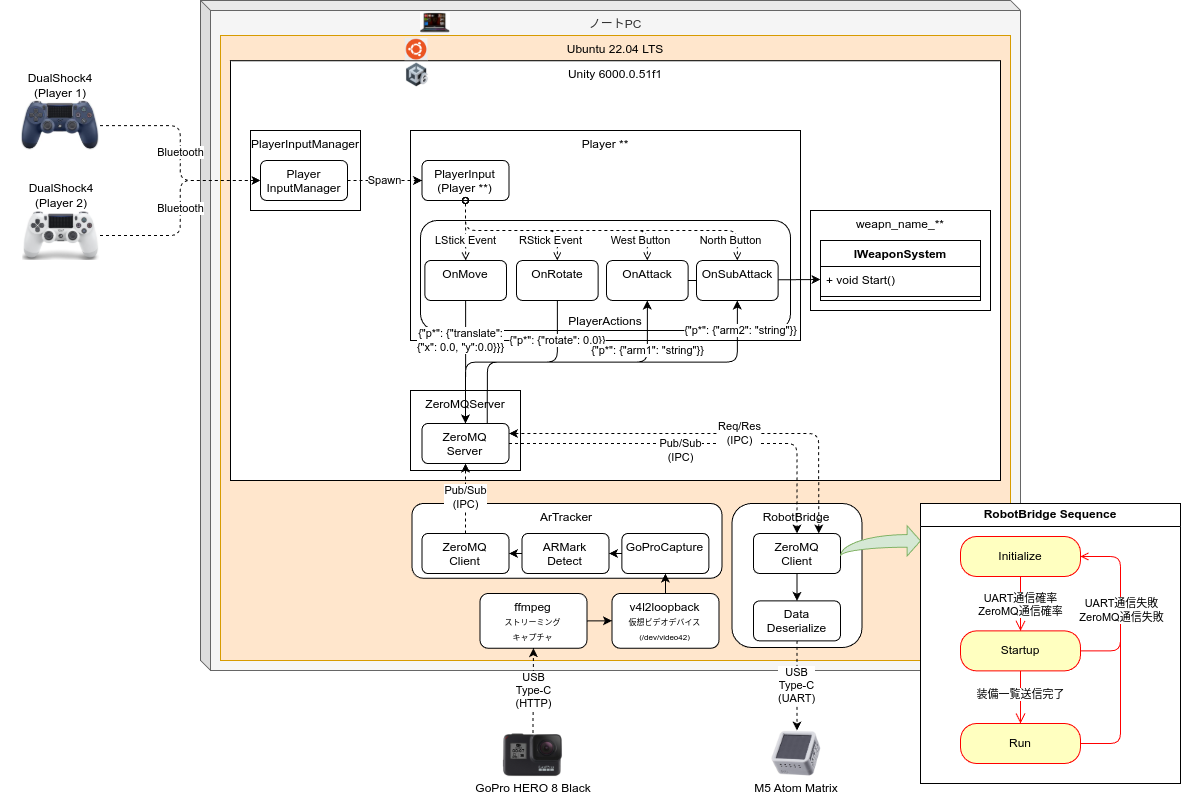 ノートPC
Ubuntu 22.04 LTS
Unity 6000.0.51f1
DualShock4
(Player 1)
Bluetooth
DualShock4
(Player 2)
Bluetooth
PlayerInputManager
Player
InputManager
Spawn
Player **
PlayerInput
(Player **)
LStick Event
RStick Event
West Button
North Button
OnMove
OnRotate
OnAttack
OnSubAttack
PlayerActions
weapn_name_**
IWeaponSystem
+ void Start()
{"p*": {"translate":
{"x": 0.0, "y":0.0}}}
{"p*": {"rotate": 0.0}}
{"p*": {"arm1": "string"}}
{"p*": {"arm2": "string"}}
ZeroMQServer
ZeroMQ
Server
Req/Res
(IPC)
Pub/Sub
(IPC)
Pub/Sub
(IPC)
ArTracker
ZeroMQ
Client
ARMark
Detect
GoProCapture
ffmpeg
ストリーミング
キャプチャ
v4l2loopback
仮想ビデオデバイス
(/dev/video42)
RobotBridge
ZeroMQ
Client
Data
Deserialize
USB
Type-C
(HTTP)
USB
Type-C
(UART)
GoPro HERO 8 Black
M5 Atom Matrix
RobotBridge Sequence
Initialize
UART通信確率
ZeroMQ通信確率
UART通信失敗
ZeroMQ通信失敗
Startup
装備一覧送信完了
Run